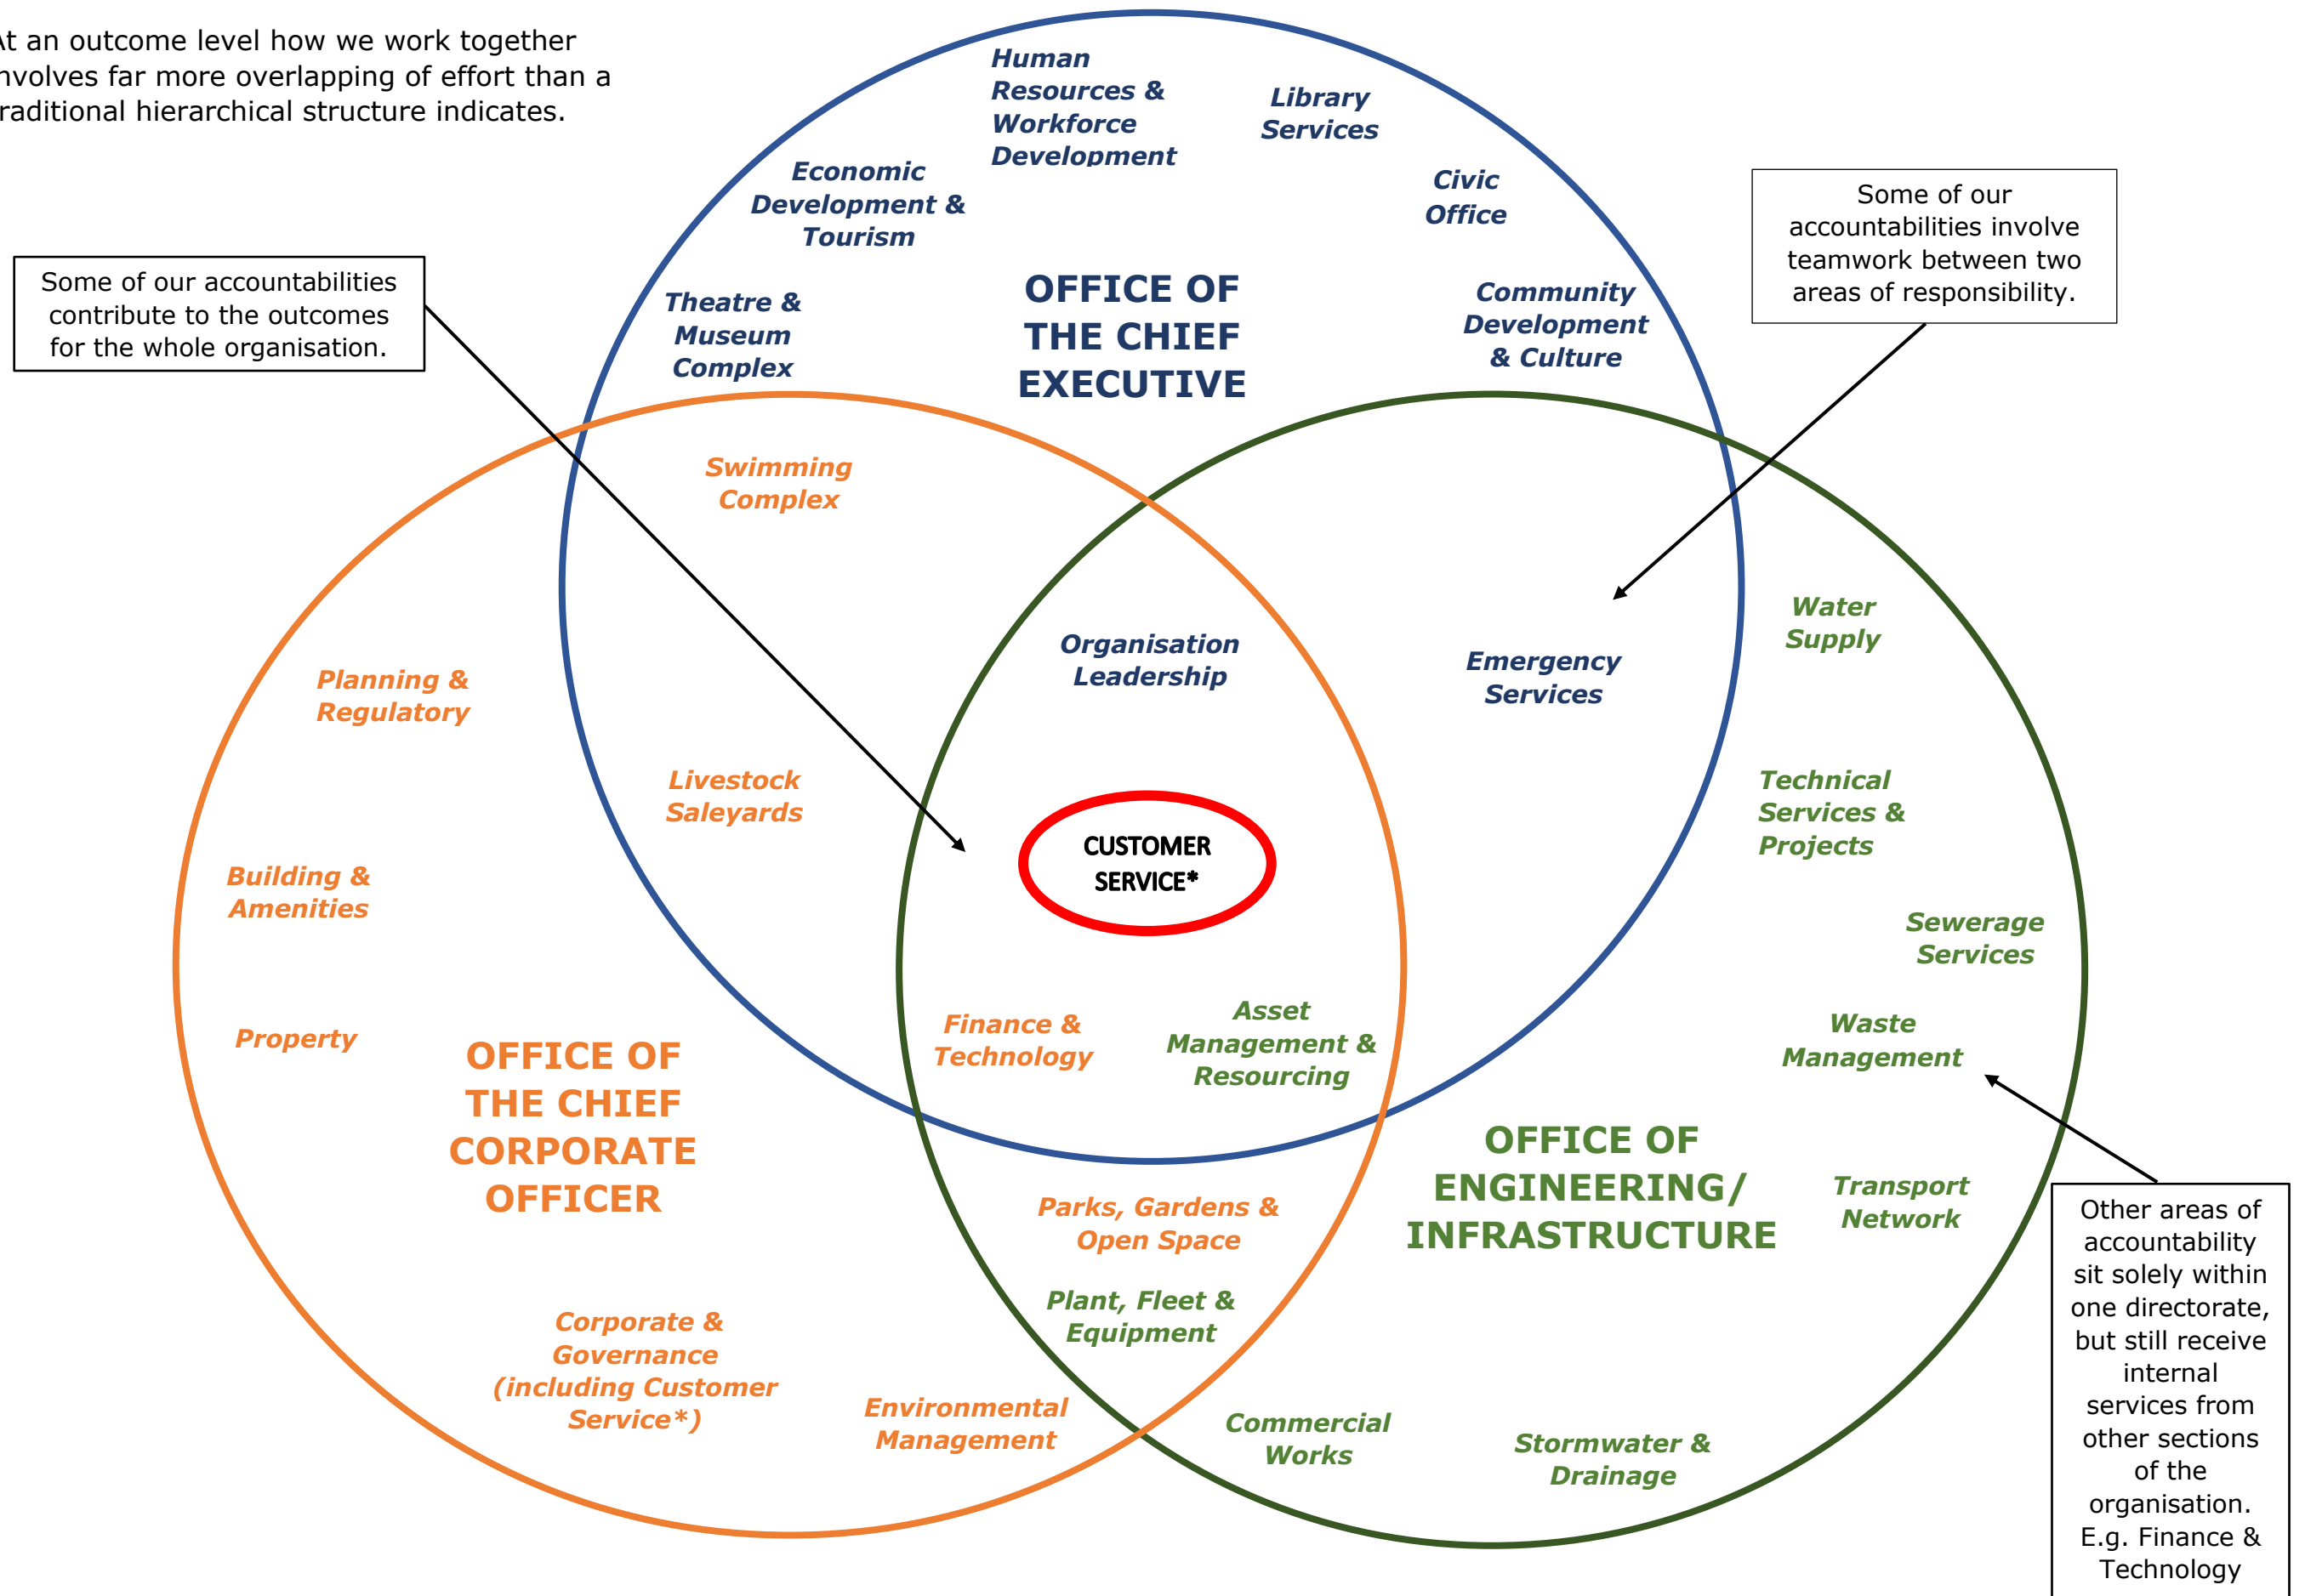 At an outcome level how we work together
involves far more overlapping of effort than a
traditional hierarchical structure indicates.
Human
Resources &
Workforce
Development
Library
Services
Economic
Development &
Tourism
Civic
Office
Some of our
accountabilities involve
teamwork between two
areas of responsibility.
Some of our accountabilities
contribute to the outcomes
for the whole organisation.
Theatre &
Museum
Complex
OFFICE OF
THE CHIEF
EXECUTIVE
Community
Development
& Culture
Swimming
Complex
Organisation
Leadership
Emergency
Services
Water
Supply
Planning &
Regulatory
Livestock
Saleyards
Technical
Services &
Projects
CUSTOMER
SERVICE*
Building &
Amenities
Sewerage
Services
Property
Finance &
Technology
Asset
Management &
Resourcing
Waste
Management
OFFICE OF
THE CHIEF
CORPORATE
OFFICER
OFFICE OF
ENGINEERING/
INFRASTRUCTURE
Transport
Network
Parks, Gardens &
Open Space
Plant, Fleet &
Equipment
Corporate &
Governance
(including Customer
Service*)
Environmental
Management
Commercial
Works
Stormwater &
Drainage
Other areas of
accountability
sit solely within
one directorate,
but still receive
internal
services from
other sections
of the
organisation.
E.g. Finance &
Technology